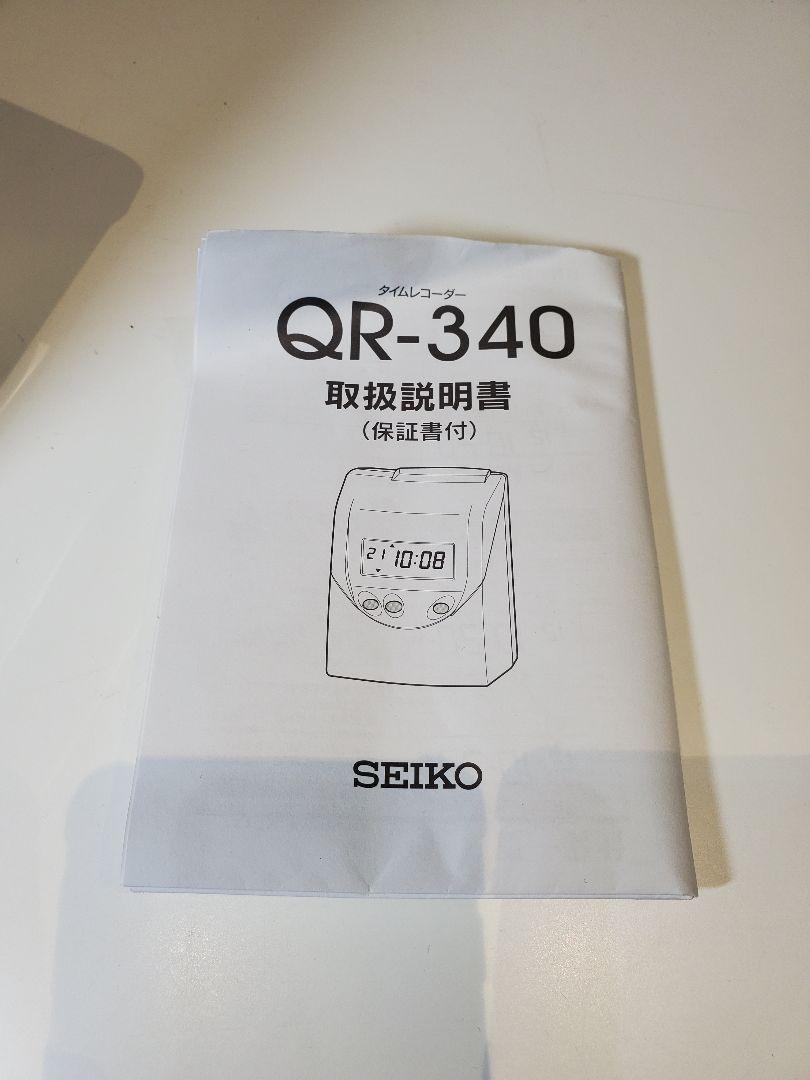 タイムレコーダー
QR-340
取扱説明書
（保証書付）
21 10:08
SEIKO